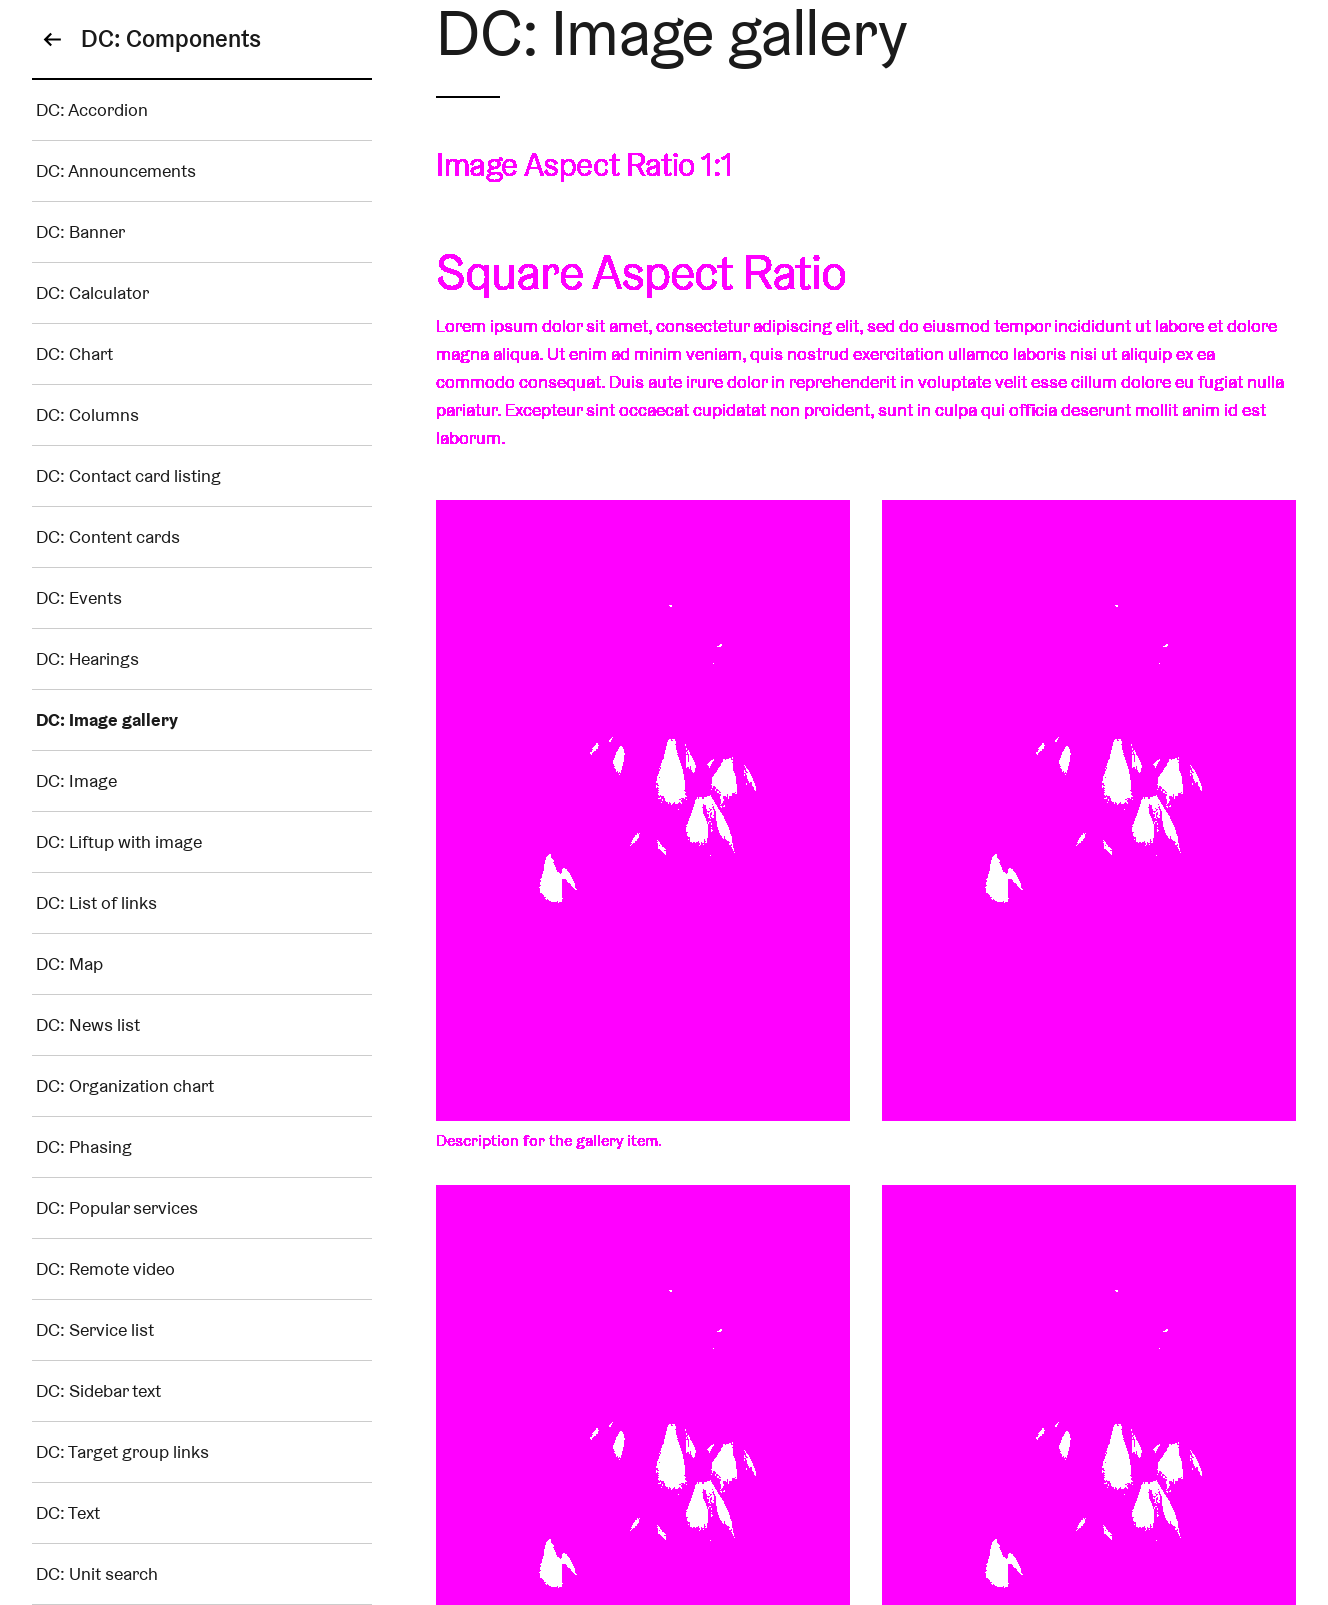 DC: Components
DC: Accordion
DC: Announcements
DC: Banner
DC: Calculator
DC: Chart
DC: Columns
DC: Contact card listing
DC: Content cards
DC: Events
DC: Hearings
DC: Image gallery
DC: Image
DC: Liftup with image
DC: List of links
DC: Map
DC: News list
DC: Organization chart
DC: Phasing
DC: Popular services
DC: Remote video
DC: Service list
DC: Sidebar text
DC: Target group links
DC: Text
DC: Unit search
DC: Image gallery
Image Aspect Ratio 1:1
Square Aspect Ratio
Lorem ipsum dolor sit amet, consectetur adipiscing elit, sed do eiusmod tempor incididunt ut labore et dolore
magna aliqua. Ut enim ad minim veniam, quis nostrud exercitation ullamco laboris nisi ut aliquip ex ea
commodo consequat. Duis aute irure dolor in reprehenderit in voluptate velit esse cillum dolore eu fugiat nulla
pariatur. Excepteur sint occaecat cupidatat non proident, sunt in culpa qui officia deserunt mollit anim id est
laborum.
Description for the gallery item.